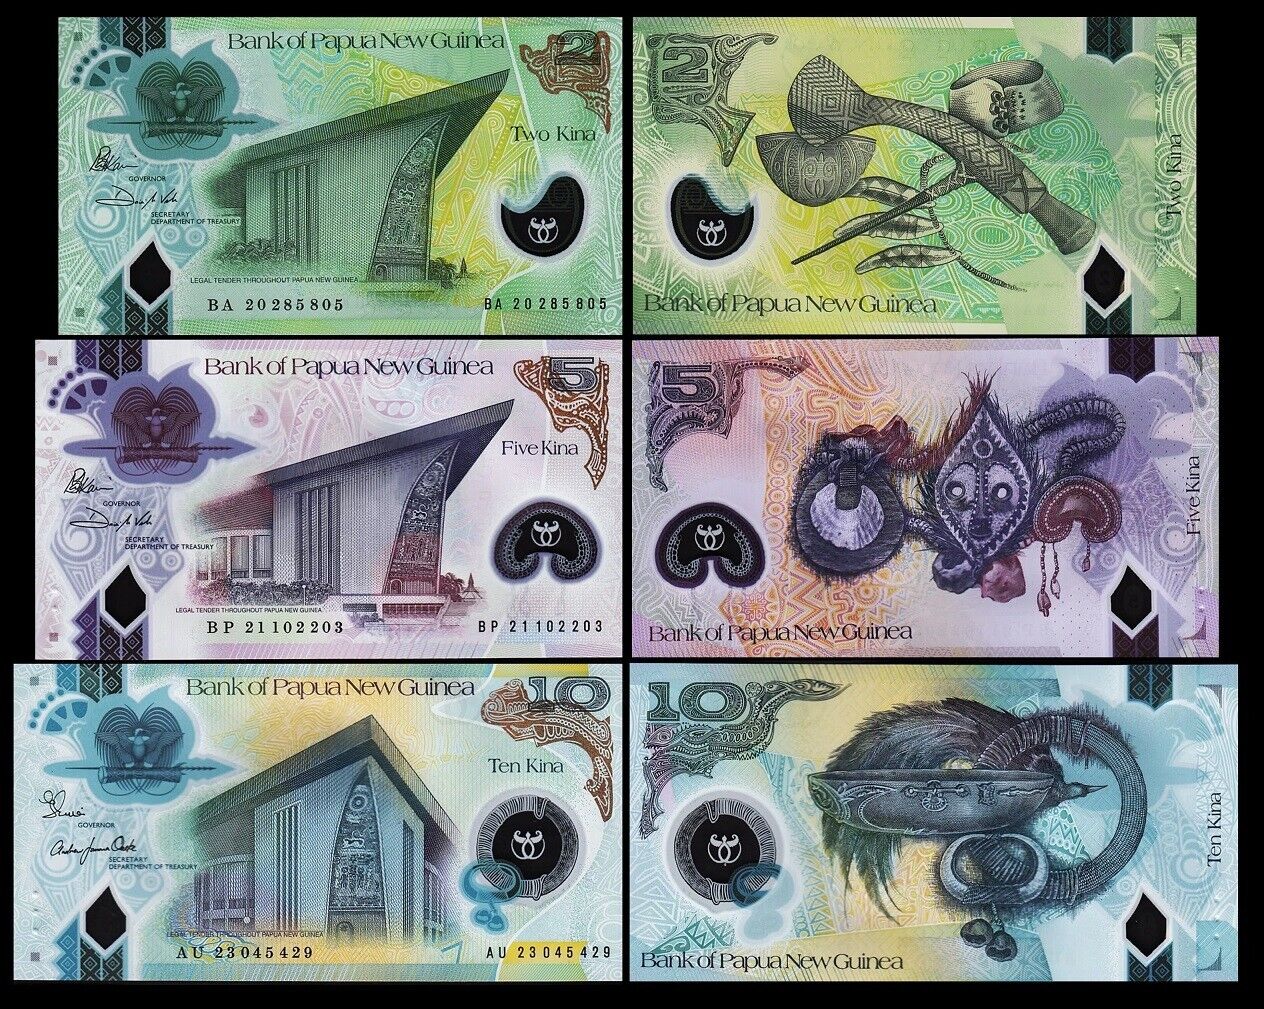 Bank of Papua New Guinea
2
Two Kina
GOVERNOR
SECRETARY
DEPARTMENT OF TREASURY
LEGAL TENDER THROUGHOUT PAPUA NEW GUINEA
BA 20285805
BA 20285805
2
Two Kina
Bank of Papua New Guinea
Bank of Papua New Guinea
5
Five Kina
GOVERNOR
SECRETARY
DEPARTMENT OF TREASURY
LEGAL TENDER THROUGHOUT PAPUA NEW GUINEA
BP 21102203
BP 21102203
5
Five Kina
Bank of Papua New Guinea
Bank of Papua New Guinea
10
Ten Kina
GOVERNOR
SECRETARY
DEPARTMENT OF TREASURY
LEGAL TENDER THROUGHOUT PAPUA NEW GUINEA
AU 23045429
AU 23045429
10
Ten Kina
Bank of Papua New Guinea